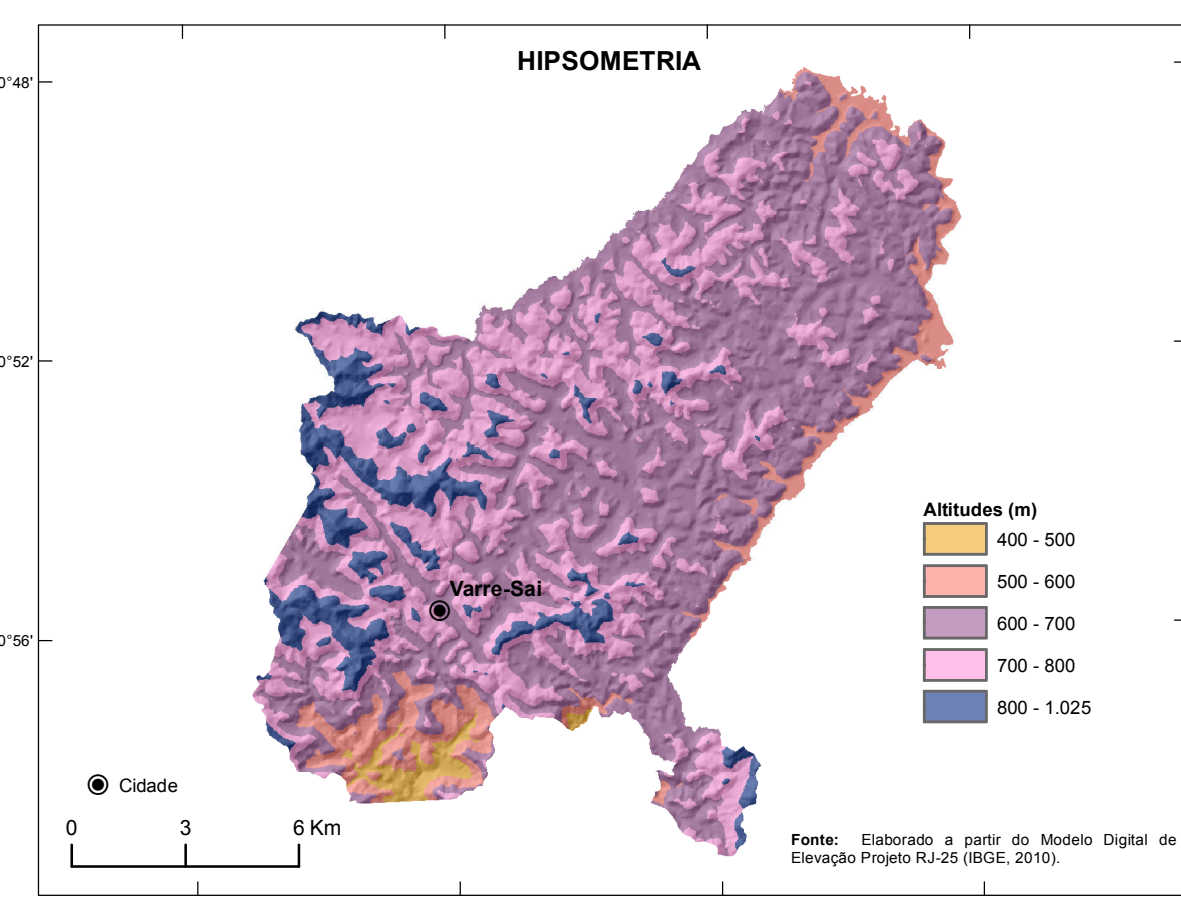 HIPSOMETRIA
0°48'
0°52'
0°56'
Varre-Sai
Altitudes (m)
400 - 500
500 - 600
600 - 700
700 - 800
800 - 1.025
Cidade
0 3 6 Km
Fonte: Elaborado a partir do Modelo Digital de
Elevação Projeto RJ-25 (IBGE, 2010).